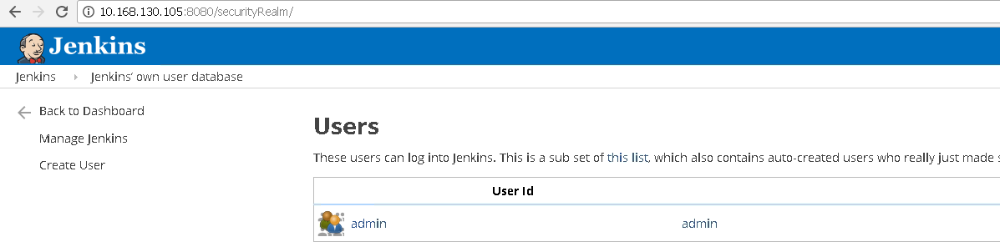 10.168.130.105:8080/securityRealm/
Jenkins
Jenkins Jenkins' own user database
Back to Dashboard
Manage Jenkins
Create User
Users
These users can log into Jenkins. This is a sub set of this list, which also contains auto-created users who really just made
User Id
admin admin